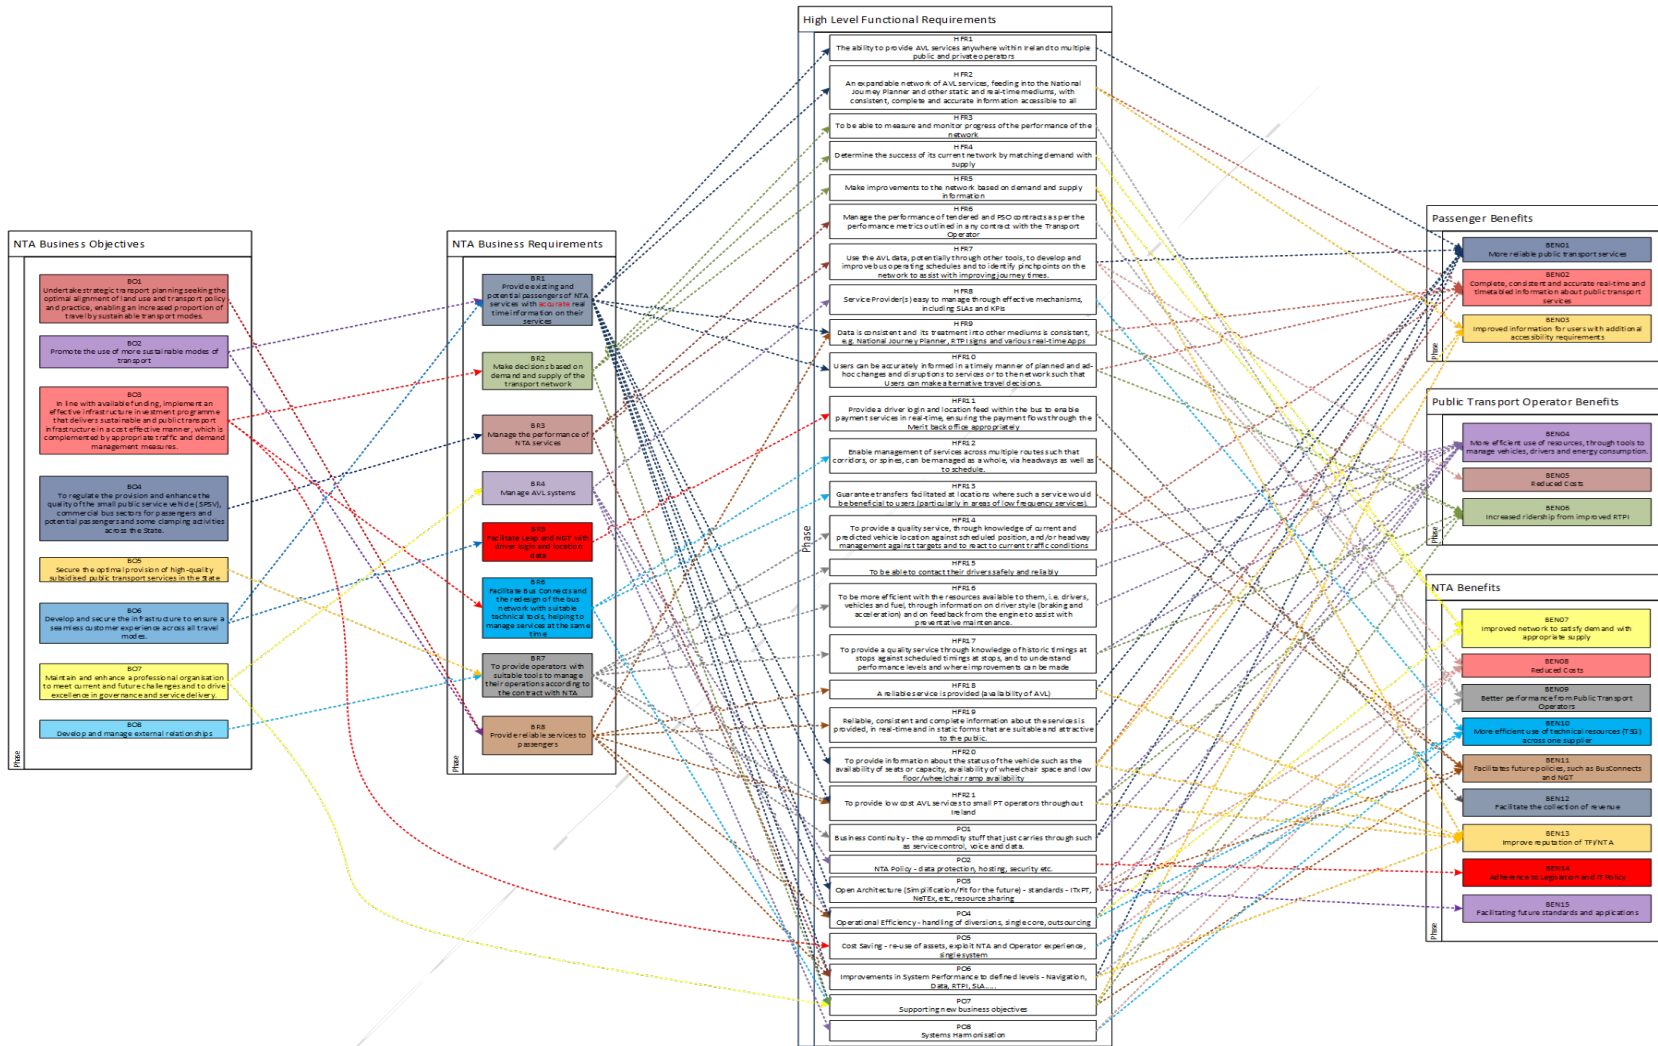 NTA Business Objectives
BO1
Undertake strategic transport planning seeking the
optimal alignment of land use and transport policy
and practice, enabling an increased proportion of
travel by sustainable transport modes.
BO2
Promote the use of more sustainable modes of
transport
BO3
In line with available funding, implement an
effective infrastructure investment programme
that delivers sustainable and public transport
infrastructure in a cost effective manner, which is
complemented by appropriate traffic and demand
management measures.
BO4
To regulate the provision and enhance the
quality of the small public service vehicle (SPSV),
commercial bus sectors for passengers and
potential passengers and some clamping activities
across the State.
BO5
Secure the optimal provision of high-quality
subsidised public transport services in the State
BO6
Develop and secure the infrastructure to ensure a
seamless customer experience across all travel
modes.
BO7
Maintain and enhance a professional organisation
to meet current and future challenges and to drive
excellence in governance and service delivery.
BO8
Develop and manage external relationships
Phase
NTA Business Requirements
BR1
Provide existing and
potential passengers of NTA
services with accurate real
time information on their
services
BR2
Make decisions based on
demand and supply of the
transport network
BR3
Manage the performance of
NTA services
BR4
Manage AVL systems
BR5
Facilitate Leap and NGT with
driver login and location
data
BR6
Facilitate Bus Connects and
the redesign of the bus
network with suitable
technical tools, helping to
manage services at the same
time
BR7
To provide operators with
suitable tools to manage
their operations according to
the contract with NTA
BR8
Provide reliable services to
passengers
Phase
High Level Functional Requirements
HFR1
The ability to provide AVL services anywhere within Ireland to multiple
public and private operators
HFR2
An expandable network of AVL services, feeding into the National
Journey Planner and other static and real-time mediums, with
consistent, complete and accurate information accessible to all
HFR3
To be able to measure and monitor progress of the performance of the
network
HFR4
Determine the success of its current network by matching demand with
supply
HFR5
Make improvements to the network based on demand and supply
information
HFR6
Manage the performance of tendered and PSO contracts as per the
performance metrics outlined in any contract with the Transport
Operator
HFR7
Use the AVL data, potentially through other tools, to develop and
improve bus operating schedules and to identify pinchpoints on the
network to assist with improving journey times.
HFR8
Service Provider(s) easy to manage through effective mechanisms,
including SLAs and KPIs
HFR9
Data is consistent and its treatment into other mediums is consistent,
e.g. National Journey Planner, RTPI signs and various real-time Apps
HFR10
Users can be accurately informed in a timely manner of planned and ad-
hoc changes and disruptions to services or to the network such that
Users can make alternative travel decisions.
HFR11
Provide a driver login and location feed within the bus to enable
payment services in real-time, ensuring the payment flows through the
Merit back office appropriately
HFR12
Enable management of services across multiple routes such that
corridors, or spines, can be managed as a whole, via headways as well as
to schedule.
HFR13
Guarantee transfers facilitated at locations where such a service would
be beneficial to users (particularly in areas of low frequency services).
HFR14
To provide a quality service, through knowledge of current and
predicted vehicle location against scheduled position, and/or headway
management against targets and to react to current traffic conditions
HFR15
To be able to contact their drivers safely and reliably
HFR16
To be more efficient with the resources available to them, i.e. drivers,
vehicles and fuel, through information on driver style (braking and
acceleration) and on feedback from the engine to assist with
preventative maintenance.
HFR17
To provide a quality service through knowledge of historic timings at
stops against scheduled timings at stops, and to understand
performance levels and where improvements can be made
HFR18
A reliable service is provided (availability of AVL)
HFR19
Reliable, consistent and complete information about the services is
provided, in real-time and in static forms that are suitable and attractive
to the public.
HFR20
To provide information about the status of the vehicle such as the
availability of seats or capacity, availability of wheelchair space and low
floor/wheelchair ramp availability
HFR21
To provide low cost AVL services to small PT operators throughout
Ireland
PO1
Business Continuity - the commodity stuff that just carries through such
as service control, voice and data.
PO2
NTA Policy - data protection, hosting, security etc.
PO3
Open Architecture (Simplification/Fit for the future) - standards - ITxPT,
NeTEx, etc, resource sharing
PO4
Operational Efficiency - handling of diversions, single core, outsourcing
PO5
Cost Saving - re-use of assets, exploit NTA and Operator experience,
single system
PO6
Improvements in System Performance to defined levels - Navigation,
Data, RTPI, SLA.....
PO7
Supporting new business objectives
PO8
Systems Harmonisation
Phase
Passenger Benefits
BEN01
More reliable public transport services
BEN02
Complete, consistent and accurate real-time and
timetabled information about public transport
services
BEN03
Improved information for users with additional
accessibility requirements
Phase
Public Transport Operator Benefits
BEN04
More efficient use of resources, through tools to
manage vehicles, drivers and energy consumption.
BEN05
Reduced Costs
BEN06
Increased ridership from improved RTPI
Phase
NTA Benefits
BEN07
Improved network to satisfy demand with
appropriate supply
BEN08
Reduced Costs
BEN09
Better performance from Public Transport
Operators
BEN10
More efficient use of technical resources (TSG)
across one supplier
BEN11
Facilitates future policies, such as BusConnects
and NGT
BEN12
Facilitate the collection of revenue
BEN13
Improve reputation of TFI/NTA
BEN14
Adherence to Legislation and IT Policy
BEN15
Facilitating future standards and applications
Phase